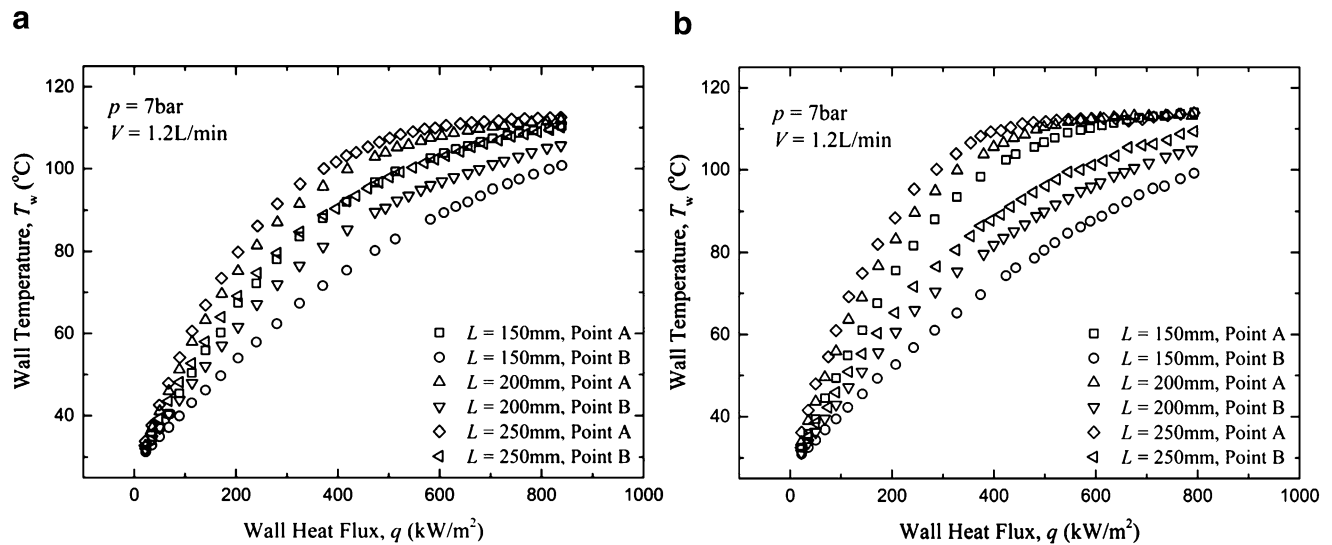 a
p = 7bar
V = 1.2L/min
120
100
80
60
40
Wall Temperature, T_w (°C)
L = 150mm, Point A
L = 150mm, Point B
L = 200mm, Point A
L = 200mm, Point B
L = 250mm, Point A
L = 250mm, Point B
0 200 400 600 800 1000
Wall Heat Flux, q (kW/m²)
b
p = 7bar
V = 1.2L/min
120
100
80
60
40
Wall Temperature, T_w (°C)
L = 150mm, Point A
L = 150mm, Point B
L = 200mm, Point A
L = 200mm, Point B
L = 250mm, Point A
L = 250mm, Point B
0 200 400 600 800 1000
Wall Heat Flux, q (kW/m²)